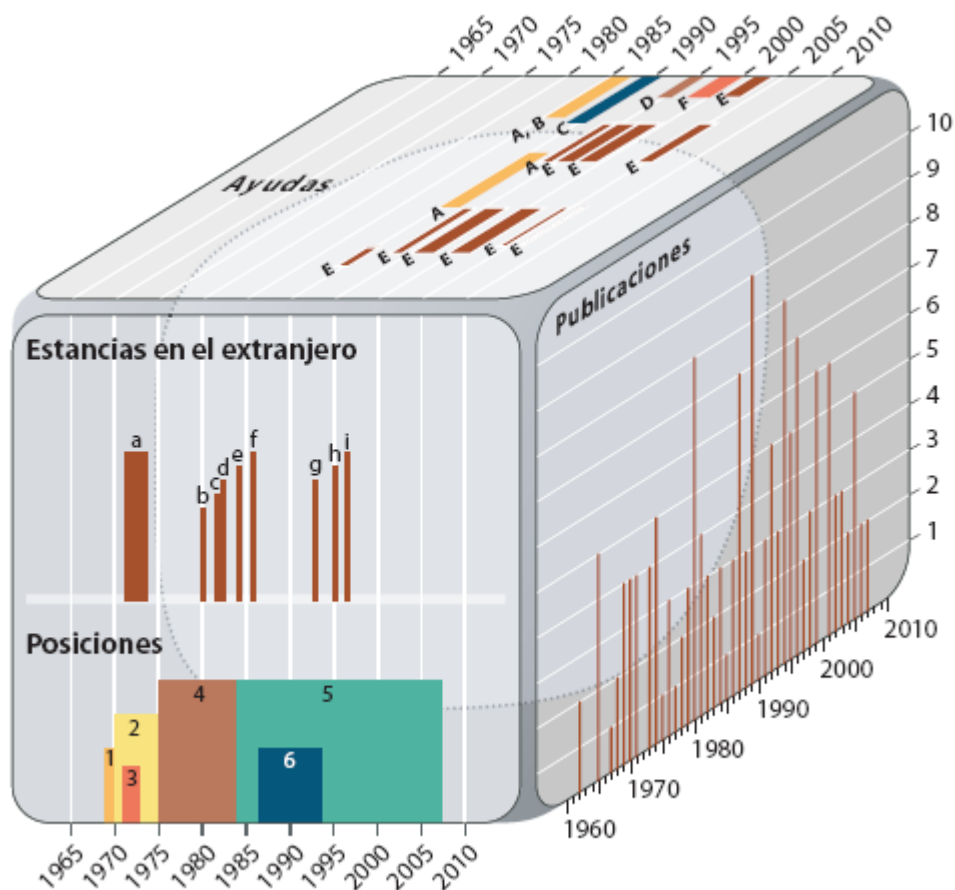 1965 1970 1975 1980 1985 1990 1995 2000 2005 2010
A, B
C
D
F
E
A
E
E
E
Ayudas
A
E
E
E
E
E
E
10
9
8
7
6
5
4
3
2
1
Publicaciones
Estancias en el extranjero
a
b
c
d
e
f
g
h
i
Posiciones
1
2
3
4
5
6
1965 1970 1975 1980 1985 1990 1995 2000 2005 2010
1960
1970
1980
1990
2000
2010